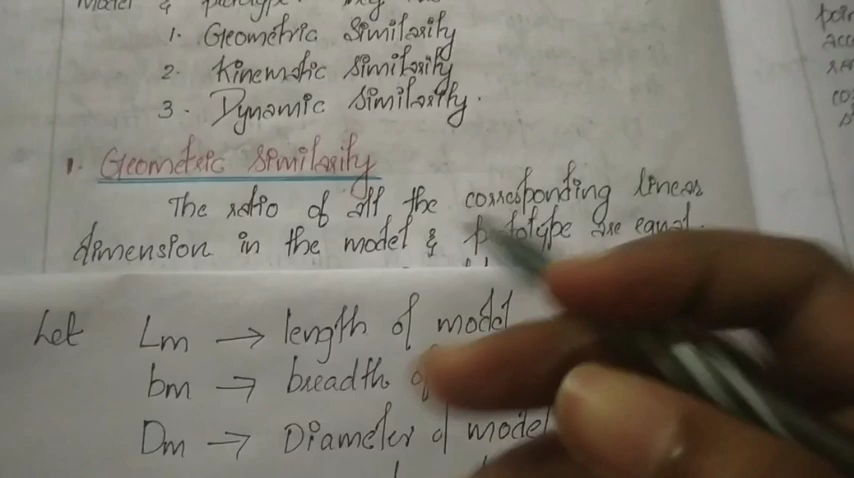 Model &
1. Geometric Similarity
2. Kinematic Similarity
3. Dynamic Similarity.
1. Geometric Similarity
The ratio of all the corresponding linear
dimension in the model & prototype are equal.
Let Lm → length of model
bm → breadth of
Dm → Diameter of model